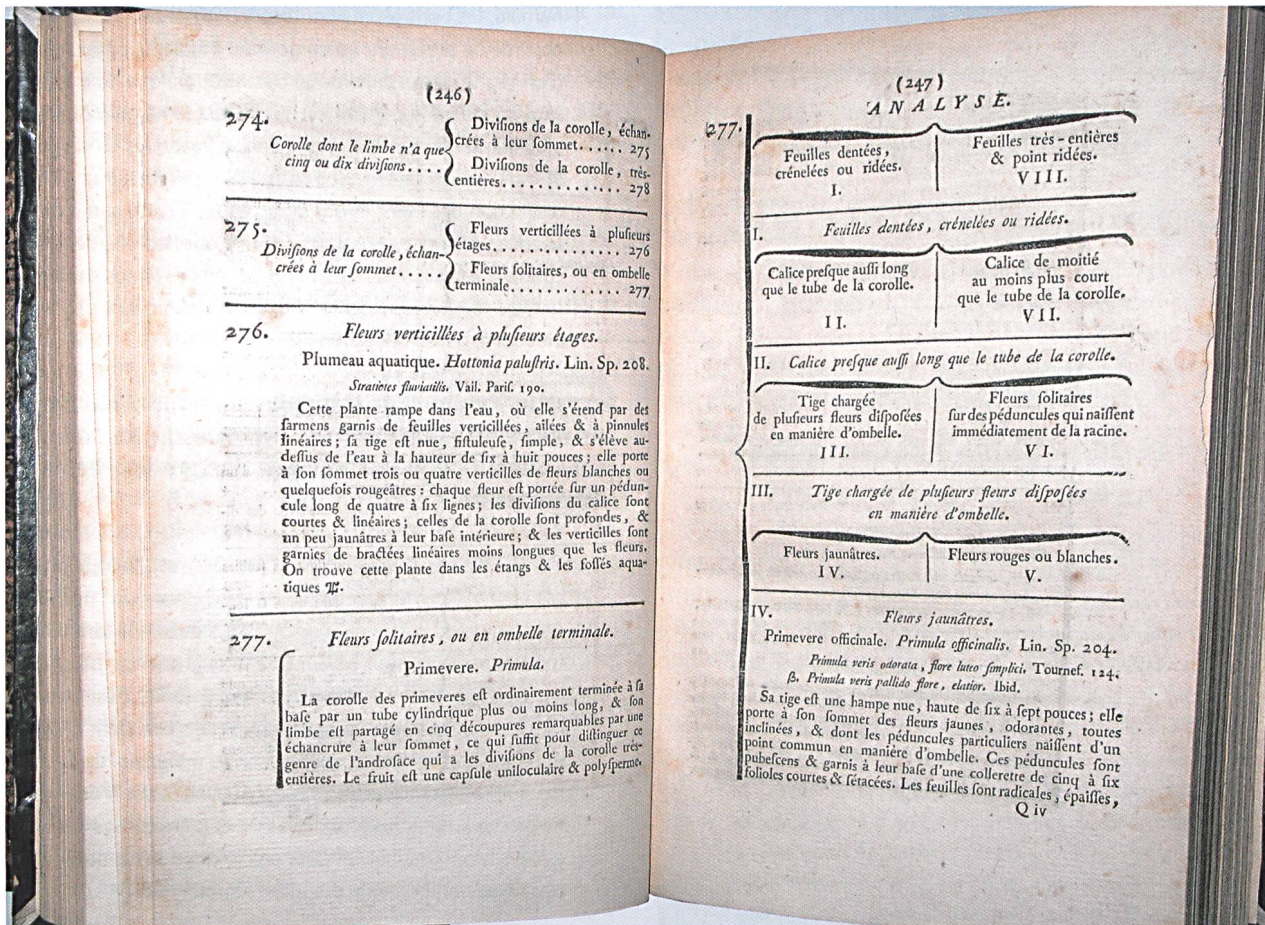 (246)
274.
Corolle dont le limbe n'a que
cinq ou dix diviſions....
Diviſions de la corolle, échan-
crées à leur ſommet...... 275
Diviſions de la corolle, très-
entières.............. 278
275.
Diviſions de la corolle, échan-
crées à leur ſommet.....
Fleurs verticillées à pluſieurs
étages............... 276
Fleurs ſolitaires, ou en ombelle
terminale............. 277
276. Fleurs verticillées à pluſieurs étages.
Plumeau aquatique. Hottonia paluſtris. Lin. Sp. 208.
Stratiotes fluviatilis. Vail. Pariſ. 190.
Cette plante rampe dans l'eau, où elle s'étend par des
ſarmens garnis de feuilles verticillées, ailées & à pinnules
linéaires; ſa tige eſt nue, fiſtuleuſe, ſimple, & s'élève au-
deſſus de l'eau à la hauteur de ſix à huit pouces; elle porte
à ſon ſommet trois ou quatre verticilles de fleurs blanches ou
quelquefois rougeâtres : chaque fleur eſt portée ſur un pédun-
cule long de quatre à ſix lignes; les diviſions du calice ſont
courtes & linéaires; celles de la corolle ſont profondes, &
un peu jaunâtres à leur baſe intérieure; & les verticilles ſont
garnies de bractées linéaires moins longues que les fleurs.
On trouve cette plante dans les étangs & les foſſés aqua-
tiques
277. Fleurs ſolitaires, ou en ombelle terminale.
Primevere. Primula.
La corolle des primeveres eſt ordinairement terminée à ſa
baſe par un tube cylindrique plus ou moins long, & ſon
limbe eſt partagé en cinq découpures remarquables par une
échancrure à leur ſommet, ce qui ſuffit pour diſtinguer ce
genre de l'androſace qui a les diviſions de la corolle très-
entières. Le fruit eſt une capſule uniloculaire & polyſperme.
(247)
ANALYSE.
277.
Feuilles dentées,
crénelées ou ridées.
I.
Feuilles très-entières
& point ridées.
VIII.
I. Feuilles dentées, crénelées ou ridées.
Calice preſque auſſi long
que le tube de la corolle.
II.
Calice de moitié
au moins plus court
que le tube de la corolle.
VII.
II. Calice preſque auſſi long que le tube de la corolle.
Tige chargée
de pluſieurs fleurs diſpoſées
en manière d'ombelle.
III.
Fleurs ſolitaires
ſur des péduncules qui naiſſent
immédiatement de la racine.
VI.
III. Tige chargée de pluſieurs fleurs diſpoſées
en manière d'ombelle.
Fleurs jaunâtres.
IV.
Fleurs rouges ou blanches.
V.
IV. Fleurs jaunâtres.
Primevere officinale. Primula officinalis. Lin. Sp. 204.
Primula veris odorata, flore luteo ſimplici. Tournef. 124.
β. Primula veris pallido flore, elatior. Ibid.
Sa tige eſt une hampe nue, haute de ſix à ſept pouces; elle
porte à ſon ſommet des fleurs jaunes, odorantes, toutes
inclinées, & dont les péduncules particuliers naiſſent d'un
point commun en manière d'ombelle. Ces péduncules ſont
pubeſcens & garnis à leur baſe d'une collerette de cinq à ſix
folioles courtes & ſétacées. Les feuilles ſont radicales, épaiſſes,
Q iv